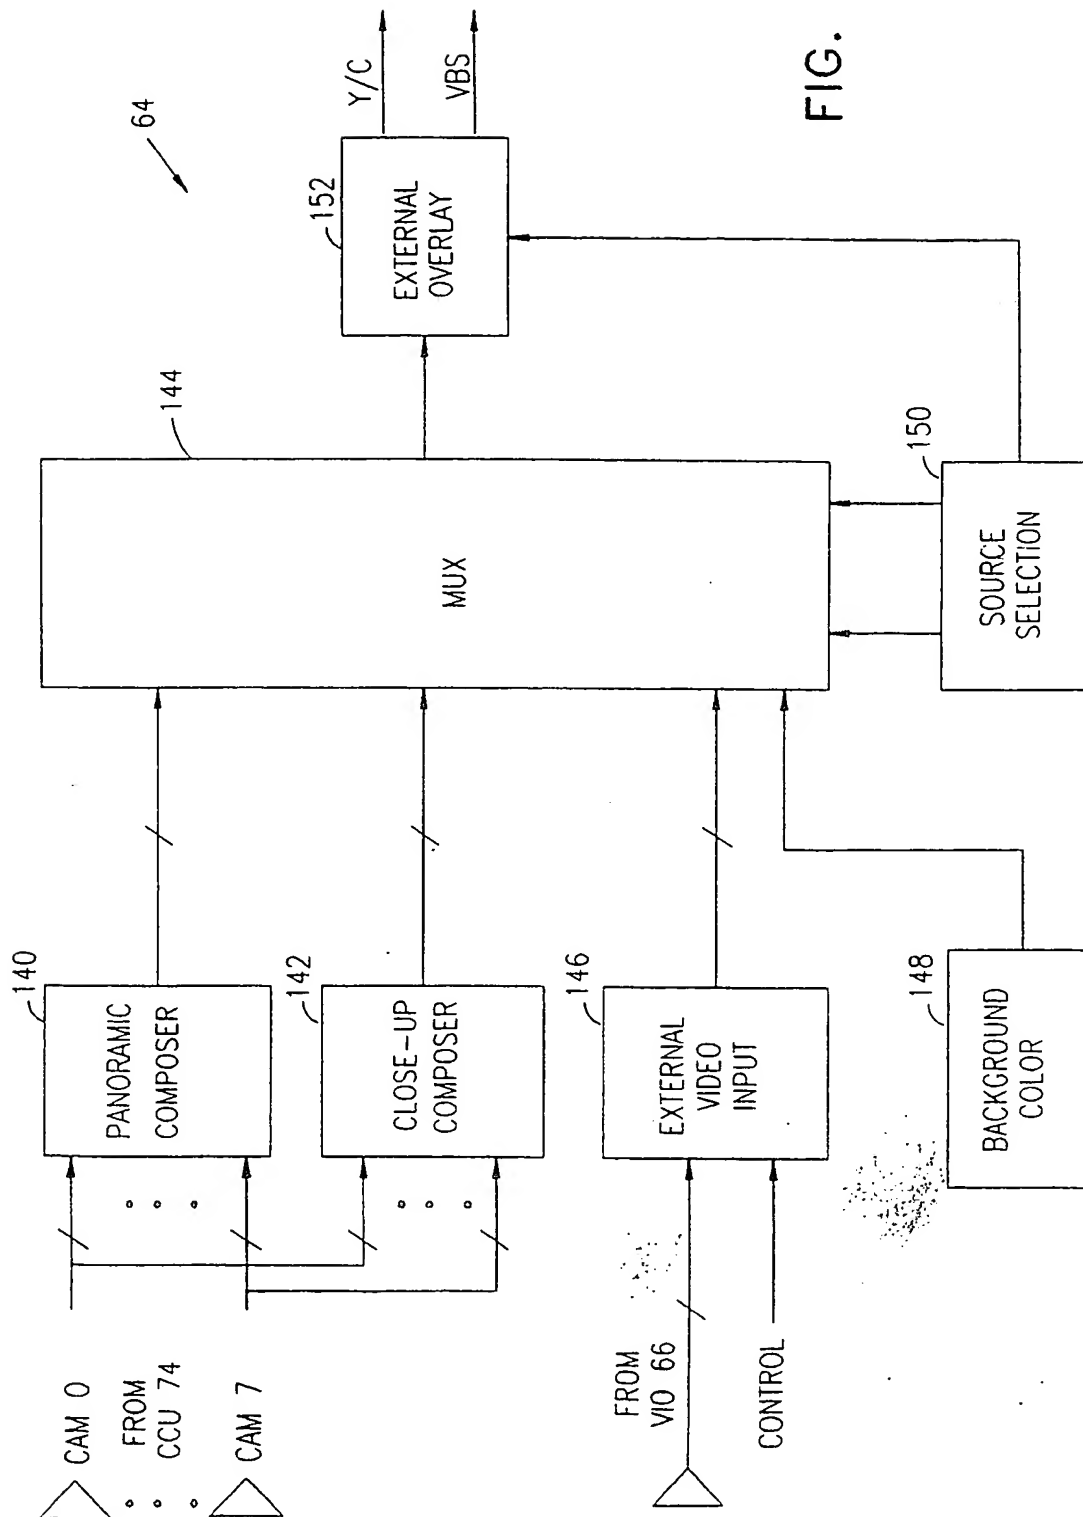 CAM 0
FROM
CCU 74
CAM 7
140
PANORAMIC
COMPOSER
142
CLOSE-UP
COMPOSER
FROM
VIO 66
CONTROL
146
EXTERNAL
VIDEO
INPUT
148
BACKGROUND
COLOR
144
MUX
150
SOURCE
SELECTION
152
EXTERNAL
OVERLAY
Y/C
VBS
64
FIG.